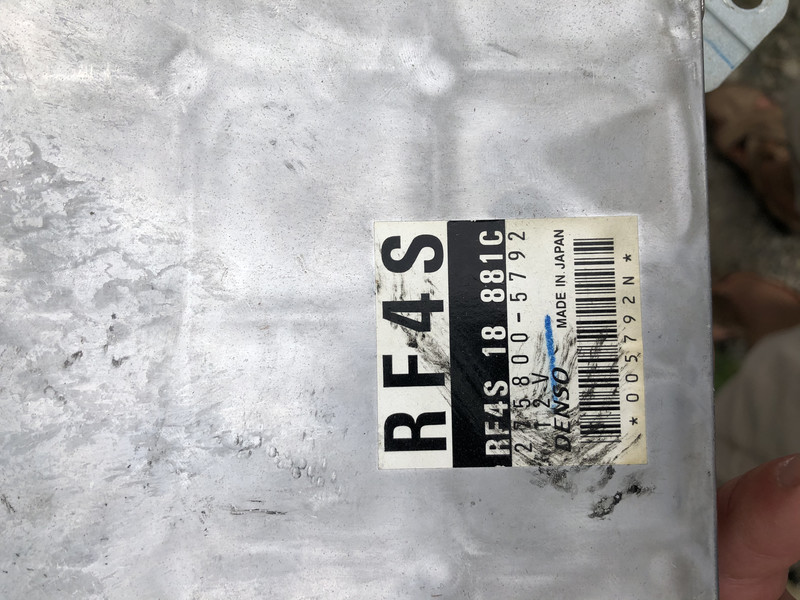 RF4S
RF4S 18 881C
275800-5792
12V
DENSO MADE IN JAPAN
*005792N*